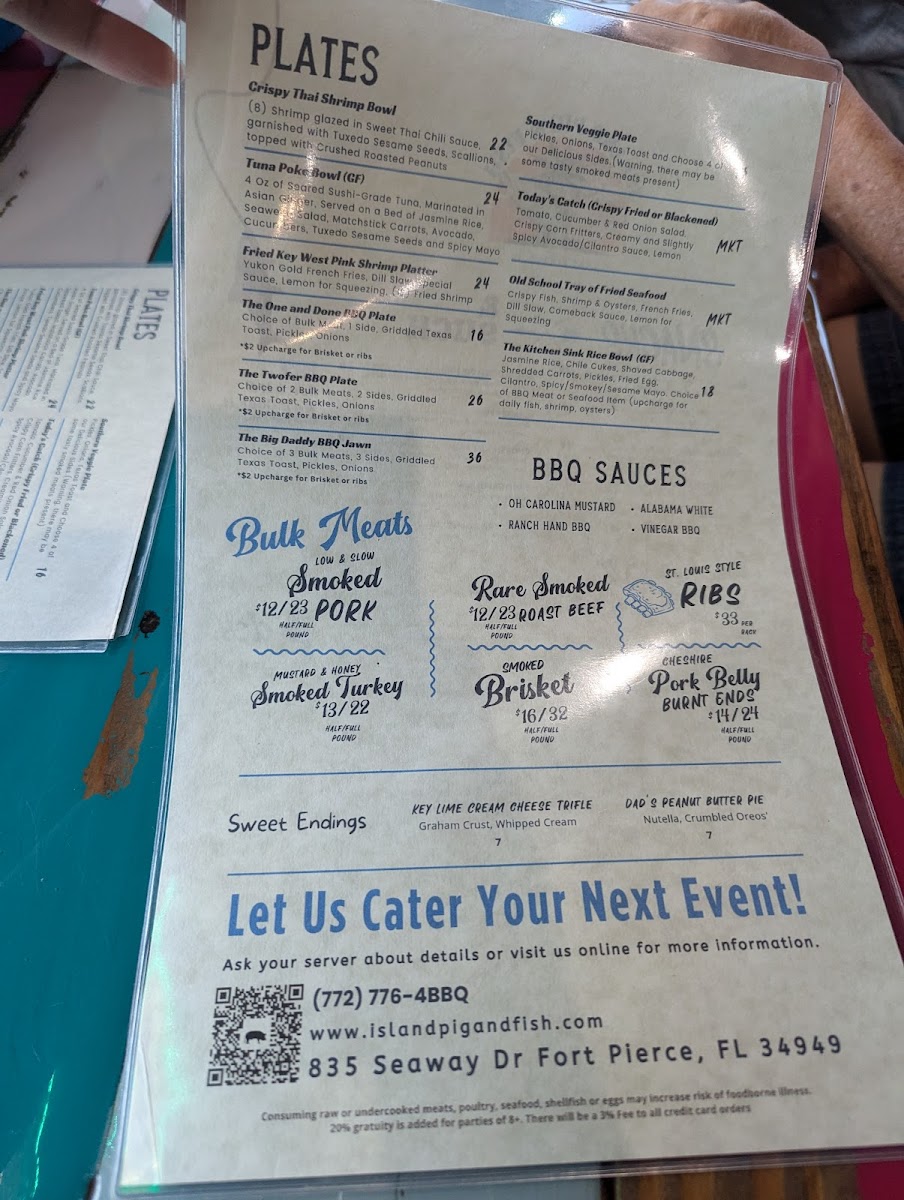 PLATES
Crispy Thai Shrimp Bowl
(8) Shrimp glazed in Sweet Thai Chili Sauce,
garnished with Tuxedo Sesame Seeds, Scallions,
topped with Crushed Roasted Peanuts
22
Tuna Poke Bowl (GF)
4 Oz of Seared Sushi-Grade Tuna, Marinated in
Asian Ginger, Served on a Bed of Jasmine Rice,
Seaweed Salad, Matchstick Carrots, Avocado,
Cucumbers, Tuxedo Sesame Seeds and Spicy Mayo
24
Fried Key West Pink Shrimp Platter
Yukon Gold French Fries, Dill Slaw, Special
Sauce, Lemon for Squeezing, Fried Shrimp
24
The One and Done BBQ Plate
Choice of Bulk Meat, 1 Side, Griddled Texas
Toast, Pickles, Onions
16
*$2 Upcharge for Brisket or ribs
The Twofer BBQ Plate
Choice of 2 Bulk Meats, 2 Sides, Griddled
Texas Toast, Pickles, Onions
26
*$2 Upcharge for Brisket or ribs
The Big Daddy BBQ Jawn
Choice of 3 Bulk Meats, 3 Sides, Griddled
Texas Toast, Pickles, Onions
36
*$2 Upcharge for Brisket or ribs
Southern Veggie Plate
Pickles, Onions, Texas Toast and Choose 4 of
our Delicious Sides, (Warning, there may be
some tasty smoked meats present)
Today's Catch (Crispy Fried or Blackened)
Tomato, Cucumber & Red Onion Salad,
Crispy Corn Fritters, Creamy and Slightly
Spicy Avocado/Cilantro Sauce, Lemon
MKT
Old School Tray of Fried Seafood
Crispy Fish, Shrimp & Oysters, French Fries,
Dill Slaw, Comeback Sauce, Lemon for
Squeezing
MKT
The Kitchen Sink Rice Bowl (GF)
Jasmine Rice, Chile Cukes, Shaved Cabbage,
Shredded Carrots, Pickles, Fried Egg,
Cilantro, Spicy/Smokey/Sesame Mayo. Choice
of BBQ Meat or Seafood Item (upcharge for
daily fish, shrimp, oysters)
18
BBQ SAUCES
• OH CAROLINA MUSTARD
• RANCH HAND BBQ
• ALABAMA WHITE
• VINEGAR BBQ
Bulk Meats
LOW & SLOW
Smoked
$12/23 PORK
HALF/FULL
POUND
Rare Smoked
$12/23 ROAST BEEF
HALF/FULL
POUND
ST. LOUIS STYLE
RIBS
$33 PER
RACK
MUSTARD & HONEY
Smoked Turkey
$13/22
HALF/FULL
POUND
SMOKED
Brisket
$16/32
HALF/FULL
POUND
CHESHIRE
Pork Belly
BURNT ENDS
$14/24
HALF/FULL
POUND
Sweet Endings
KEY LIME CREAM CHEESE TRIFLE
Graham Crust, Whipped Cream
7
DAD'S PEANUT BUTTER PIE
Nutella, Crumbled Oreos'
7
Let Us Cater Your Next Event!
Ask your server about details or visit us online for more information.
(772) 776-4BBQ
www.islandpigandfish.com
835 Seaway Dr Fort Pierce, FL 34949
Consuming raw or undercooked meats, poultry, seafood, shellfish or eggs may increase risk of foodborne illness.
20% gratuity is added for parties of 8+. There will be a 3% Fee to all credit card orders
PLATES